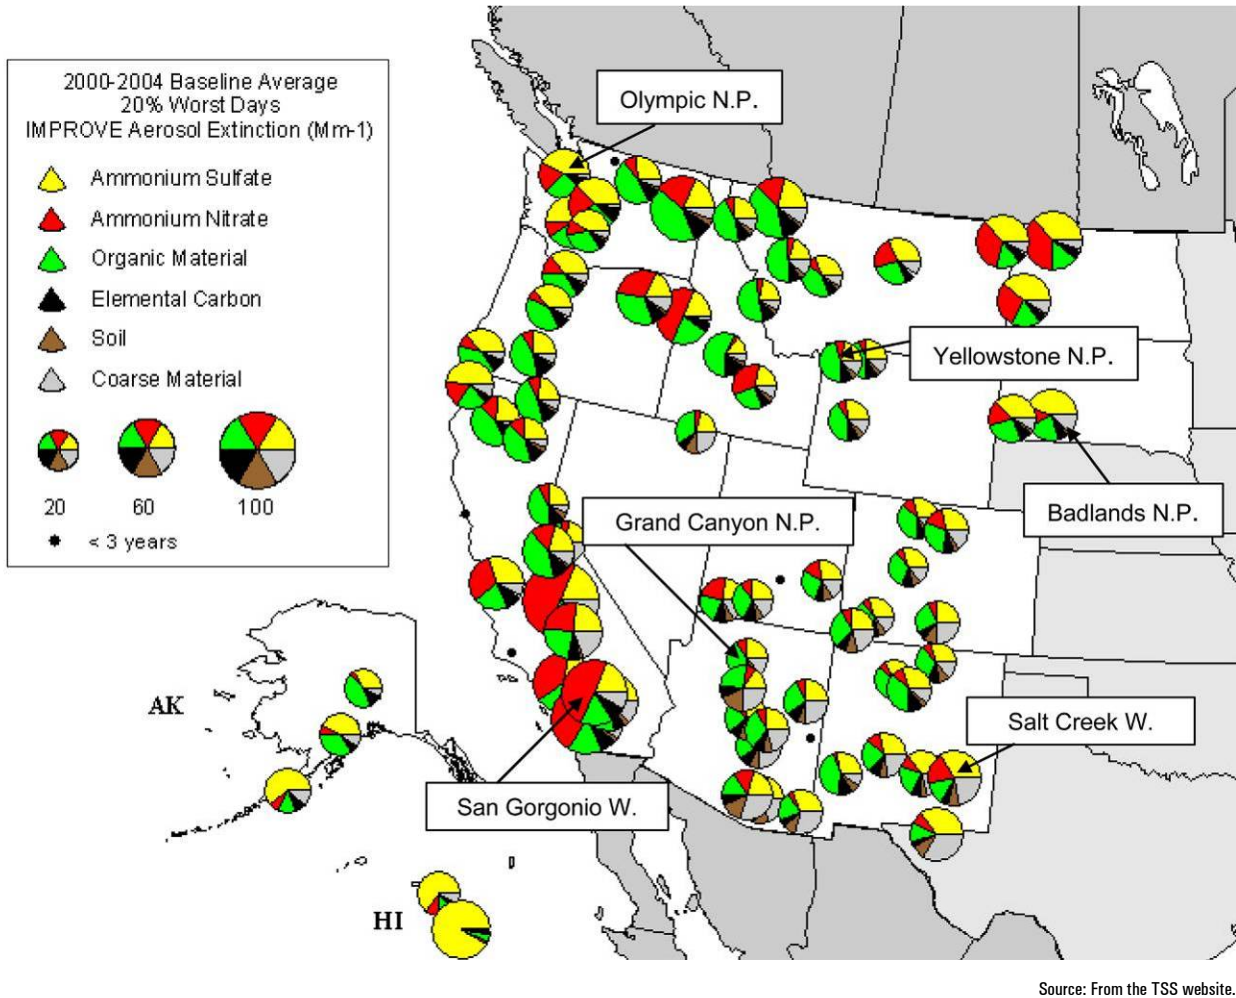 2000-2004 Baseline Average
20% Worst Days
IMPROVE Aerosol Extinction (Mm-1)
Ammonium Sulfate
Ammonium Nitrate
Organic Material
Elemental Carbon
Soil
Coarse Material
20 60 100
< 3 years
Olympic N.P.
Yellowstone N.P.
Badlands N.P.
Grand Canyon N.P.
Salt Creek W.
San Gorgonio W.
AK
HI
Source: From the TSS website.